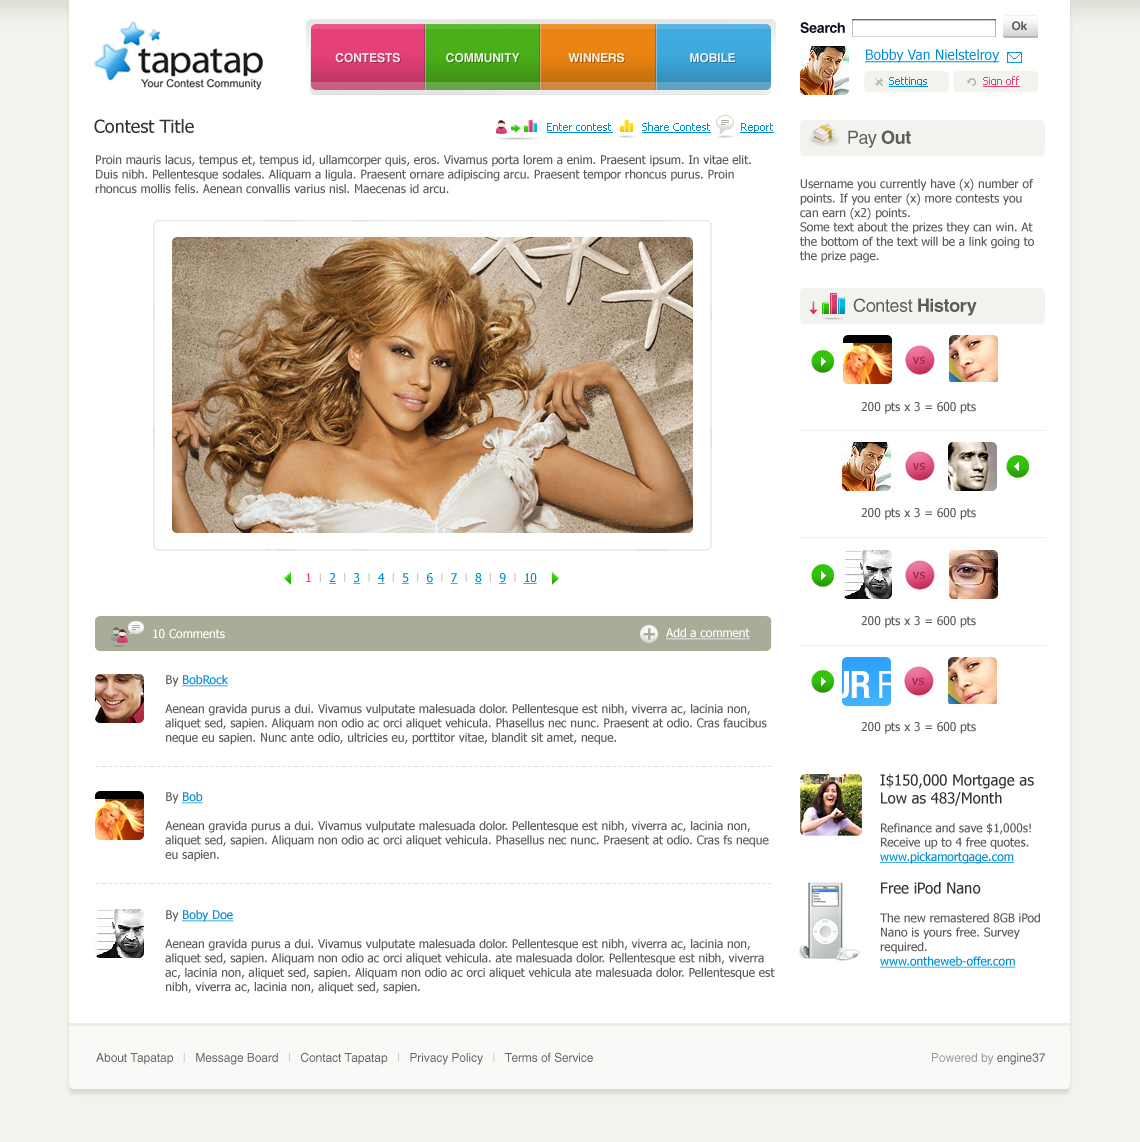 tapatap
Your Contest Community
CONTESTS
COMMUNITY
WINNERS
MOBILE
Search
Ok
Bobby Van Nielstelroy
Settings
Sign off
Contest Title
Enter contest
Share Contest
Report
Proin mauris lacus, tempus et, tempus id, ullamcorper quis, eros. Vivamus porta lorem a enim. Praesent ipsum. In vitae elit.
Duis nibh. Pellentesque sodales. Aliquam a ligula. Praesent ornare adipiscing arcu. Praesent tempor rhoncus purus. Proin
rhoncus mollis felis. Aenean convallis varius nisl. Maecenas id arcu.
1 | 2 | 3 | 4 | 5 | 6 | 7 | 8 | 9 | 10
10 Comments
Add a comment
By BobRock
Aenean gravida purus a dui. Vivamus vulputate malesuada dolor. Pellentesque est nibh, viverra ac, lacinia non,
aliquet sed, sapien. Aliquam non odio ac orci aliquet vehicula. Phasellus nec nunc. Praesent at odio. Cras faucibus
neque eu sapien. Nunc ante odio, ultricies eu, porttitor vitae, blandit sit amet, neque.
By Bob
Aenean gravida purus a dui. Vivamus vulputate malesuada dolor. Pellentesque est nibh, viverra ac, lacinia non,
aliquet sed, sapien. Aliquam non odio ac orci aliquet vehicula. Phasellus nec nunc. Praesent at odio. Cras fs neque
eu sapien.
By Boby Doe
Aenean gravida purus a dui. Vivamus vulputate malesuada dolor. Pellentesque est nibh, viverra ac, lacinia non,
aliquet sed, sapien. Aliquam non odio ac orci aliquet vehicula. ate malesuada dolor. Pellentesque est nibh, viverra
ac, lacinia non, aliquet sed, sapien. Aliquam non odio ac orci aliquet vehicula ate malesuada dolor. Pellentesque est
nibh, viverra ac, lacinia non, aliquet sed, sapien.
Pay Out
Username you currently have (x) number of
points. If you enter (x) more contests you
can earn (x2) points.
Some text about the prizes they can win. At
the bottom of the text will be a link going to
the prize page.
Contest History
VS
200 pts x 3 = 600 pts
VS
200 pts x 3 = 600 pts
VS
200 pts x 3 = 600 pts
UR F
VS
200 pts x 3 = 600 pts
I$150,000 Mortgage as
Low as 483/Month
Refinance and save $1,000s!
Receive up to 4 free quotes.
www.pickamortgage.com
Free iPod Nano
The new remastered 8GB iPod
Nano is yours free. Survey
required.
www.ontheweb-offer.com
About Tapatap | Message Board | Contact Tapatap | Privacy Policy | Terms of Service
Powered by engine37